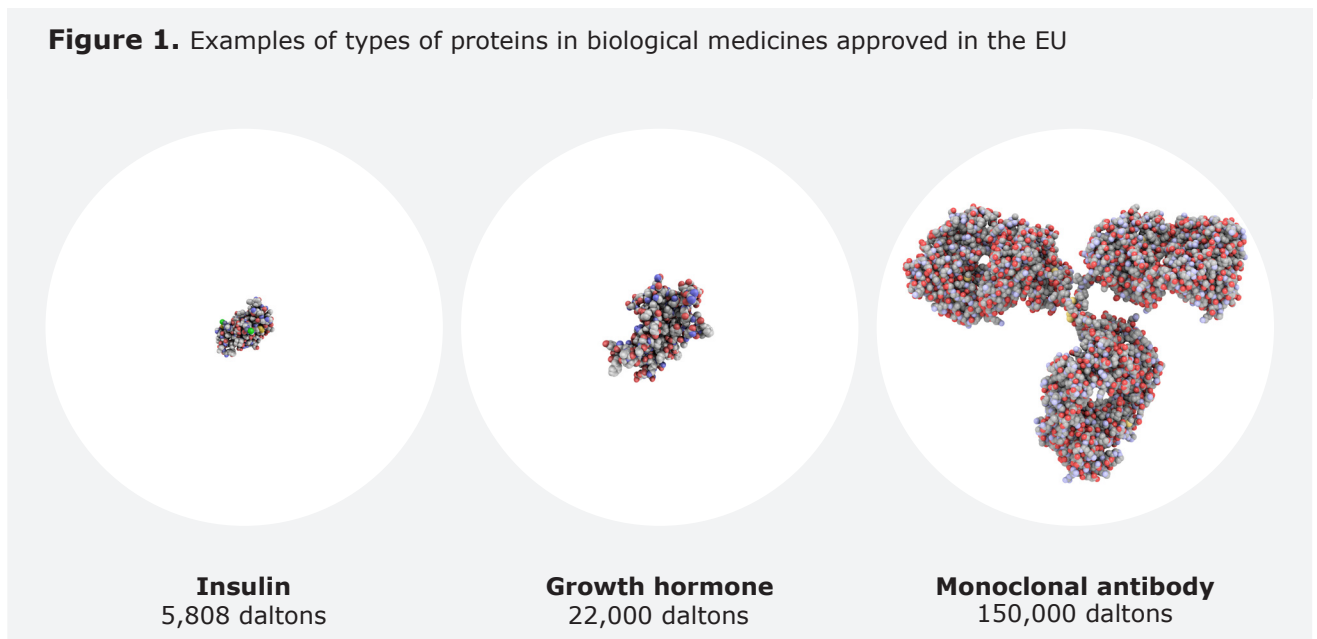 Figure 1. Examples of types of proteins in biological medicines approved in the EU
Insulin
5,808 daltons
Growth hormone
22,000 daltons
Monoclonal antibody
150,000 daltons